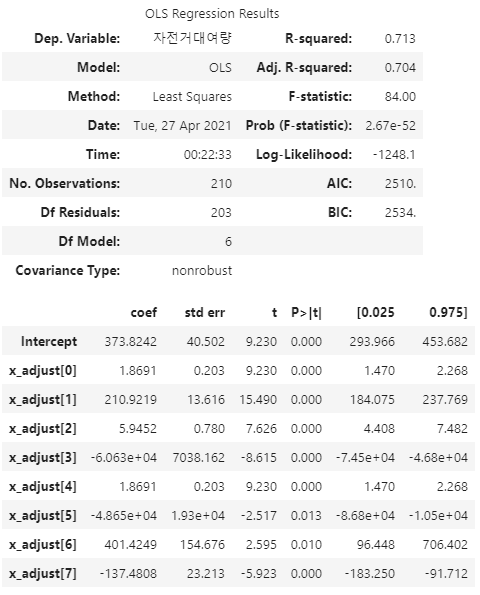 OLS Regression Results
Dep. Variable: 자전거대여량 R-squared: 0.713
Model: OLS Adj. R-squared: 0.704
Method: Least Squares F-statistic: 84.00
Date: Tue, 27 Apr 2021 Prob (F-statistic): 2.67e-52
Time: 00:22:33 Log-Likelihood: -1248.1
No. Observations: 210 AIC: 2510.
Df Residuals: 203 BIC: 2534.
Df Model: 6
Covariance Type: nonrobust
coef std err t P>|t| [0.025 0.975]
Intercept 373.8242 40.502 9.230 0.000 293.966 453.682
x_adjust[0] 1.8691 0.203 9.230 0.000 1.470 2.268
x_adjust[1] 210.9219 13.616 15.490 0.000 184.075 237.769
x_adjust[2] 5.9452 0.780 7.626 0.000 4.408 7.482
x_adjust[3] -6.063e+04 7038.162 -8.615 0.000 -7.45e+04 -4.68e+04
x_adjust[4] 1.8691 0.203 9.230 0.000 1.470 2.268
x_adjust[5] -4.865e+04 1.93e+04 -2.517 0.013 -8.68e+04 -1.05e+04
x_adjust[6] 401.4249 154.676 2.595 0.010 96.448 706.402
x_adjust[7] -137.4808 23.213 -5.923 0.000 -183.250 -91.712